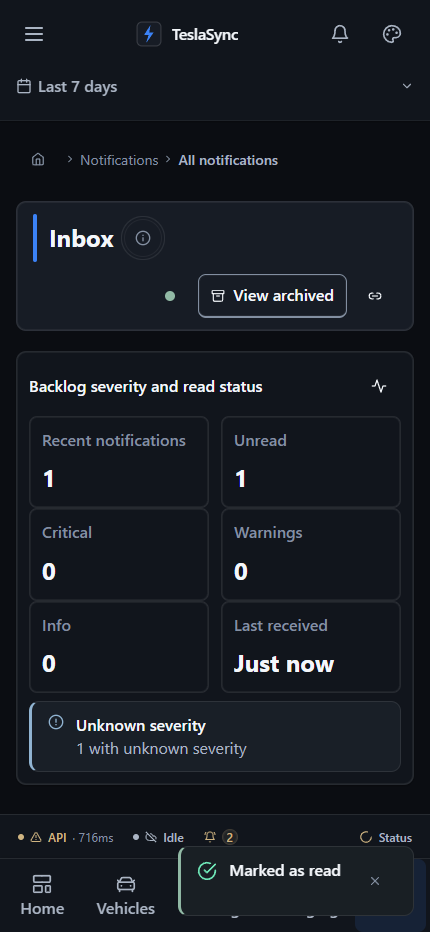 TeslaSync
Last 7 days
Notifications
All notifications
Inbox
View archived
Backlog severity and read status
Recent notifications
1
Unread
1
Critical
0
Warnings
0
Info
0
Last received
Just now
Unknown severity
1 with unknown severity
API · 716ms
Idle
2
Status
Marked as read
Home
Vehicles